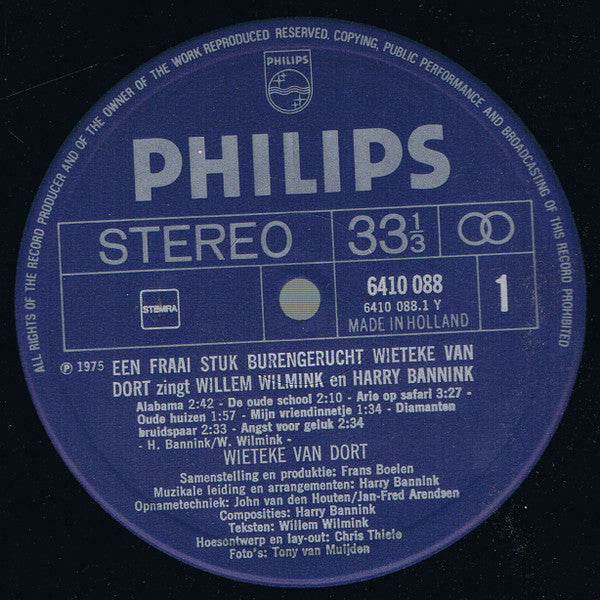 ALL RIGHTS OF THE RECORD PRODUCER AND OF THE OWNER OF THE WORK REPRODUCED RESERVED. COPYING, PUBLIC PERFORMANCE AND BROADCASTING OF THIS RECORD PROHIBITED
PHILIPS
PHILIPS
STEREO 33 1/3
STEMRA
6410 088
6410 088.1 Y
MADE IN HOLLAND
1
℗ 1975 EEN FRAAI STUK BURENGERUCHT WIETEKE VAN
DORT zingt WILLEM WILMINK en HARRY BANNINK
Alabama 2:42 - De oude school 2:10 - Arie op safari 3:27 -
Oude huizen 1:57 - Mijn vriendinnetje 1:34 - Diamanten
bruidspaar 2:33 - Angst voor geluk 2:34
- H. Bannink/W. Wilmink -
WIETEKE VAN DORT
Samenstelling en produktie: Frans Boelen
Muzikale leiding en arrangementen: Harry Bannink
Opnametechniek: John van den Houten/Jan-Fred Arendsen
Composities: Harry Bannink
Teksten: Willem Wilmink
Hoesontwerp en lay-out: Chris Thiele
Foto's: Tony van Muijden